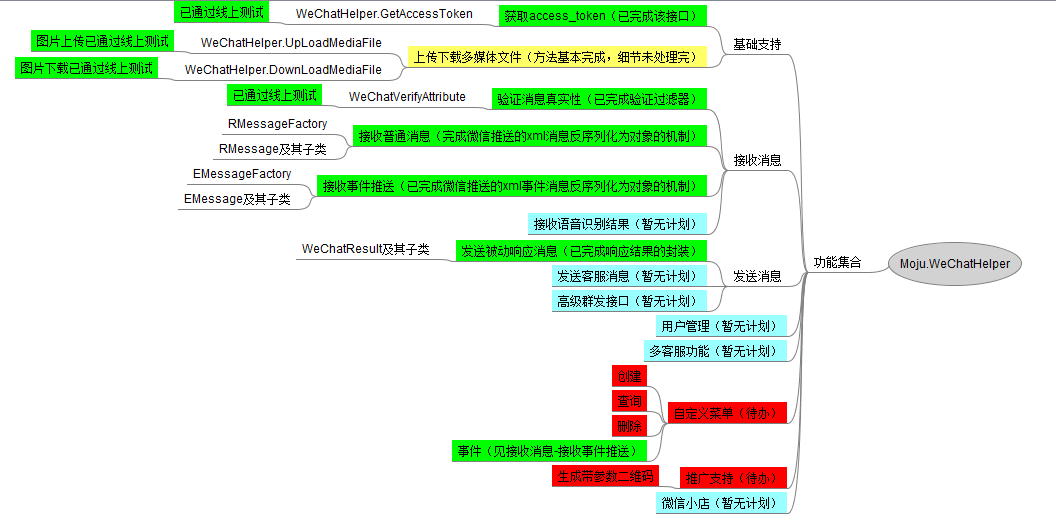 已通过线上测试 WeChatHelper.GetAccessToken 获取access_token（已完成该接口）
图片上传已通过线上测试 WeChatHelper.UpLoadMediaFile 基础支持
上传下载多媒体文件（方法基本完成，细节未处理完）
图片下载已通过线上测试 WeChatHelper.DownLoadMediaFile
已通过线上测试 WeChatVerifyAttribute 验证消息真实性（已完成验证过滤器）
RMessageFactory
接收普通消息（完成微信推送的xml消息反序列化为对象的机制）
RMessage及其子类
接收消息
EMessageFactory
接收事件推送（已完成微信推送的xml事件消息反序列化为对象的机制）
EMessage及其子类
接收语音识别结果（暂无计划）
WeChatResult及其子类 发送被动响应消息（已完成响应结果的封装）
功能集合 Moju.WeChatHelper
发送客服消息（暂无计划） 发送消息
高级群发接口（暂无计划）
用户管理（暂无计划）
多客服功能（暂无计划）
创建
查询
自定义菜单（待办）
删除
事件（见接收消息-接收事件推送）
生成带参数二维码 推广支持（待办）
微信小店（暂无计划）